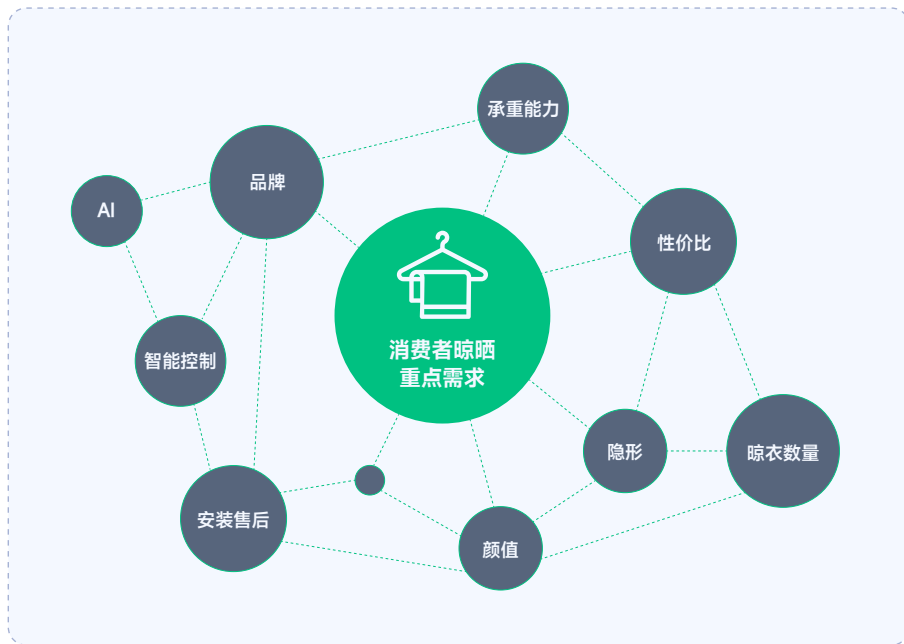 承重能力
品牌
AI
性价比
消费者晾晒
重点需求
智能控制
隐形
晾衣数量
安装售后
颜值